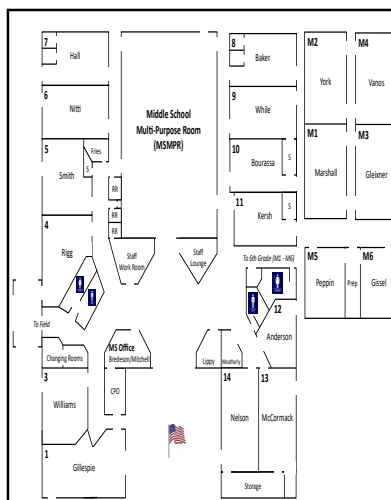 7
Hall
6
Nitti
5
Fries
S
Smith
4
Rigg
RR
RR
RR
Middle School
Multi-Purpose Room
(MSMPR)
Staff
Work Room
Staff
Lounge
8
Baker
9
While
10
Bourassa
S
11
Kersh
S
M2
York
M4
Vanos
M1
Marshall
M3
Gleixner
To 6th Grade (M1 - M6)
M5
Peppin
Prep
M6
Gissel
12
Anderson
To Field
Changing Rooms
MS Office
Bredeson/Mitchell
CPO
Lippy
Weatherly
3
Williams
1
Gillespie
14
Nelson
13
McCormack
Storage